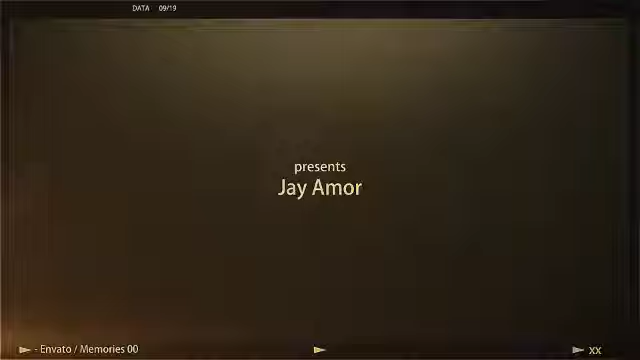 DATA 09/19
presents
Jay Amor
- Envato / Memories 00
XX